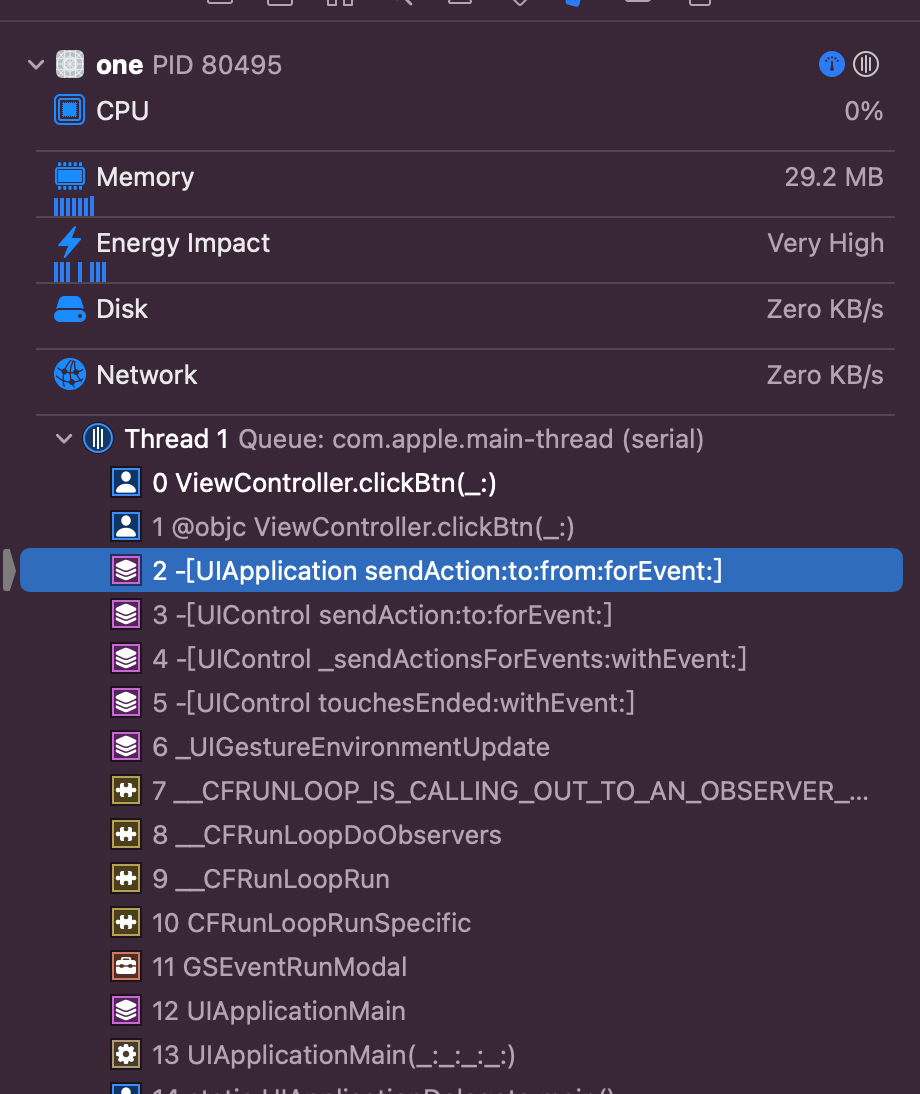 one PID 80495
CPU 0%
Memory 29.2 MB
Energy Impact Very High
Disk Zero KB/s
Network Zero KB/s
Thread 1 Queue: com.apple.main-thread (serial)
0 ViewController.clickBtn(_:)
1 @objc ViewController.clickBtn(_:)
2 -[UIApplication sendAction:to:from:forEvent:]
3 -[UIControl sendAction:to:forEvent:]
4 -[UIControl _sendActionsForEvents:withEvent:]
5 -[UIControl touchesEnded:withEvent:]
6 _UIGestureEnvironmentUpdate
7 __CFRUNLOOP_IS_CALLING_OUT_TO_AN_OBSERVER_...
8 __CFRunLoopDoObservers
9 __CFRunLoopRun
10 CFRunLoopRunSpecific
11 GSEventRunModal
12 UIApplicationMain
13 UIApplicationMain(_:_:_:_:)
14 static UIApplicationDelegate.main()